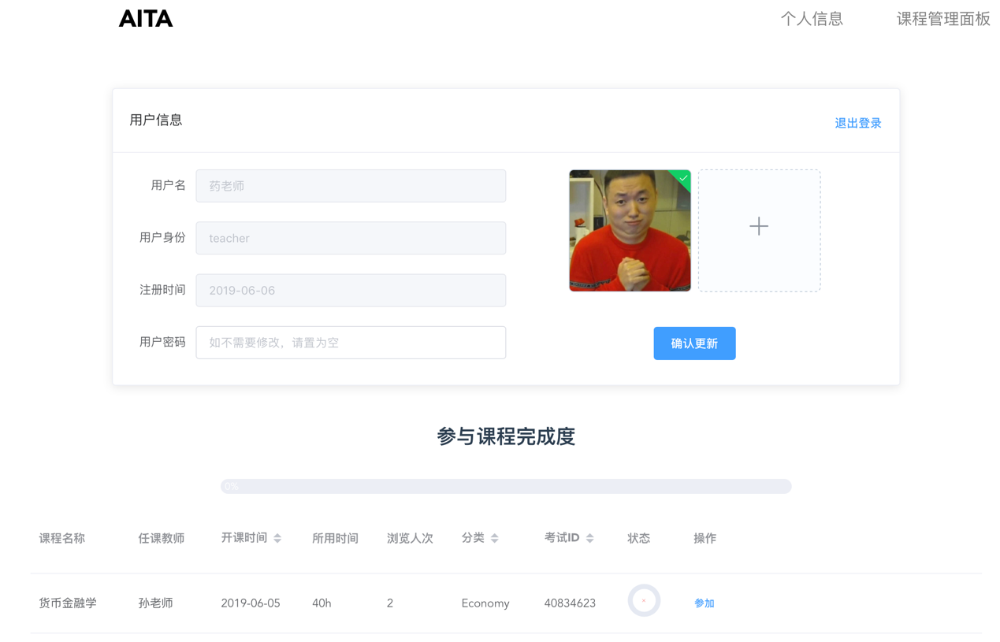 AITA 个人信息 课程管理面板
用户信息 退出登录
用户名 药老师
用户身份 teacher
注册时间 2019-06-06
用户密码 如不需要修改，请置为空
确认更新
参与课程完成度
0%
课程名称 任课教师 开课时间 所用时间 浏览人次 分类 考试ID 状态 操作
货币金融学 孙老师 2019-06-05 40h 2 Economy 40834623 参加